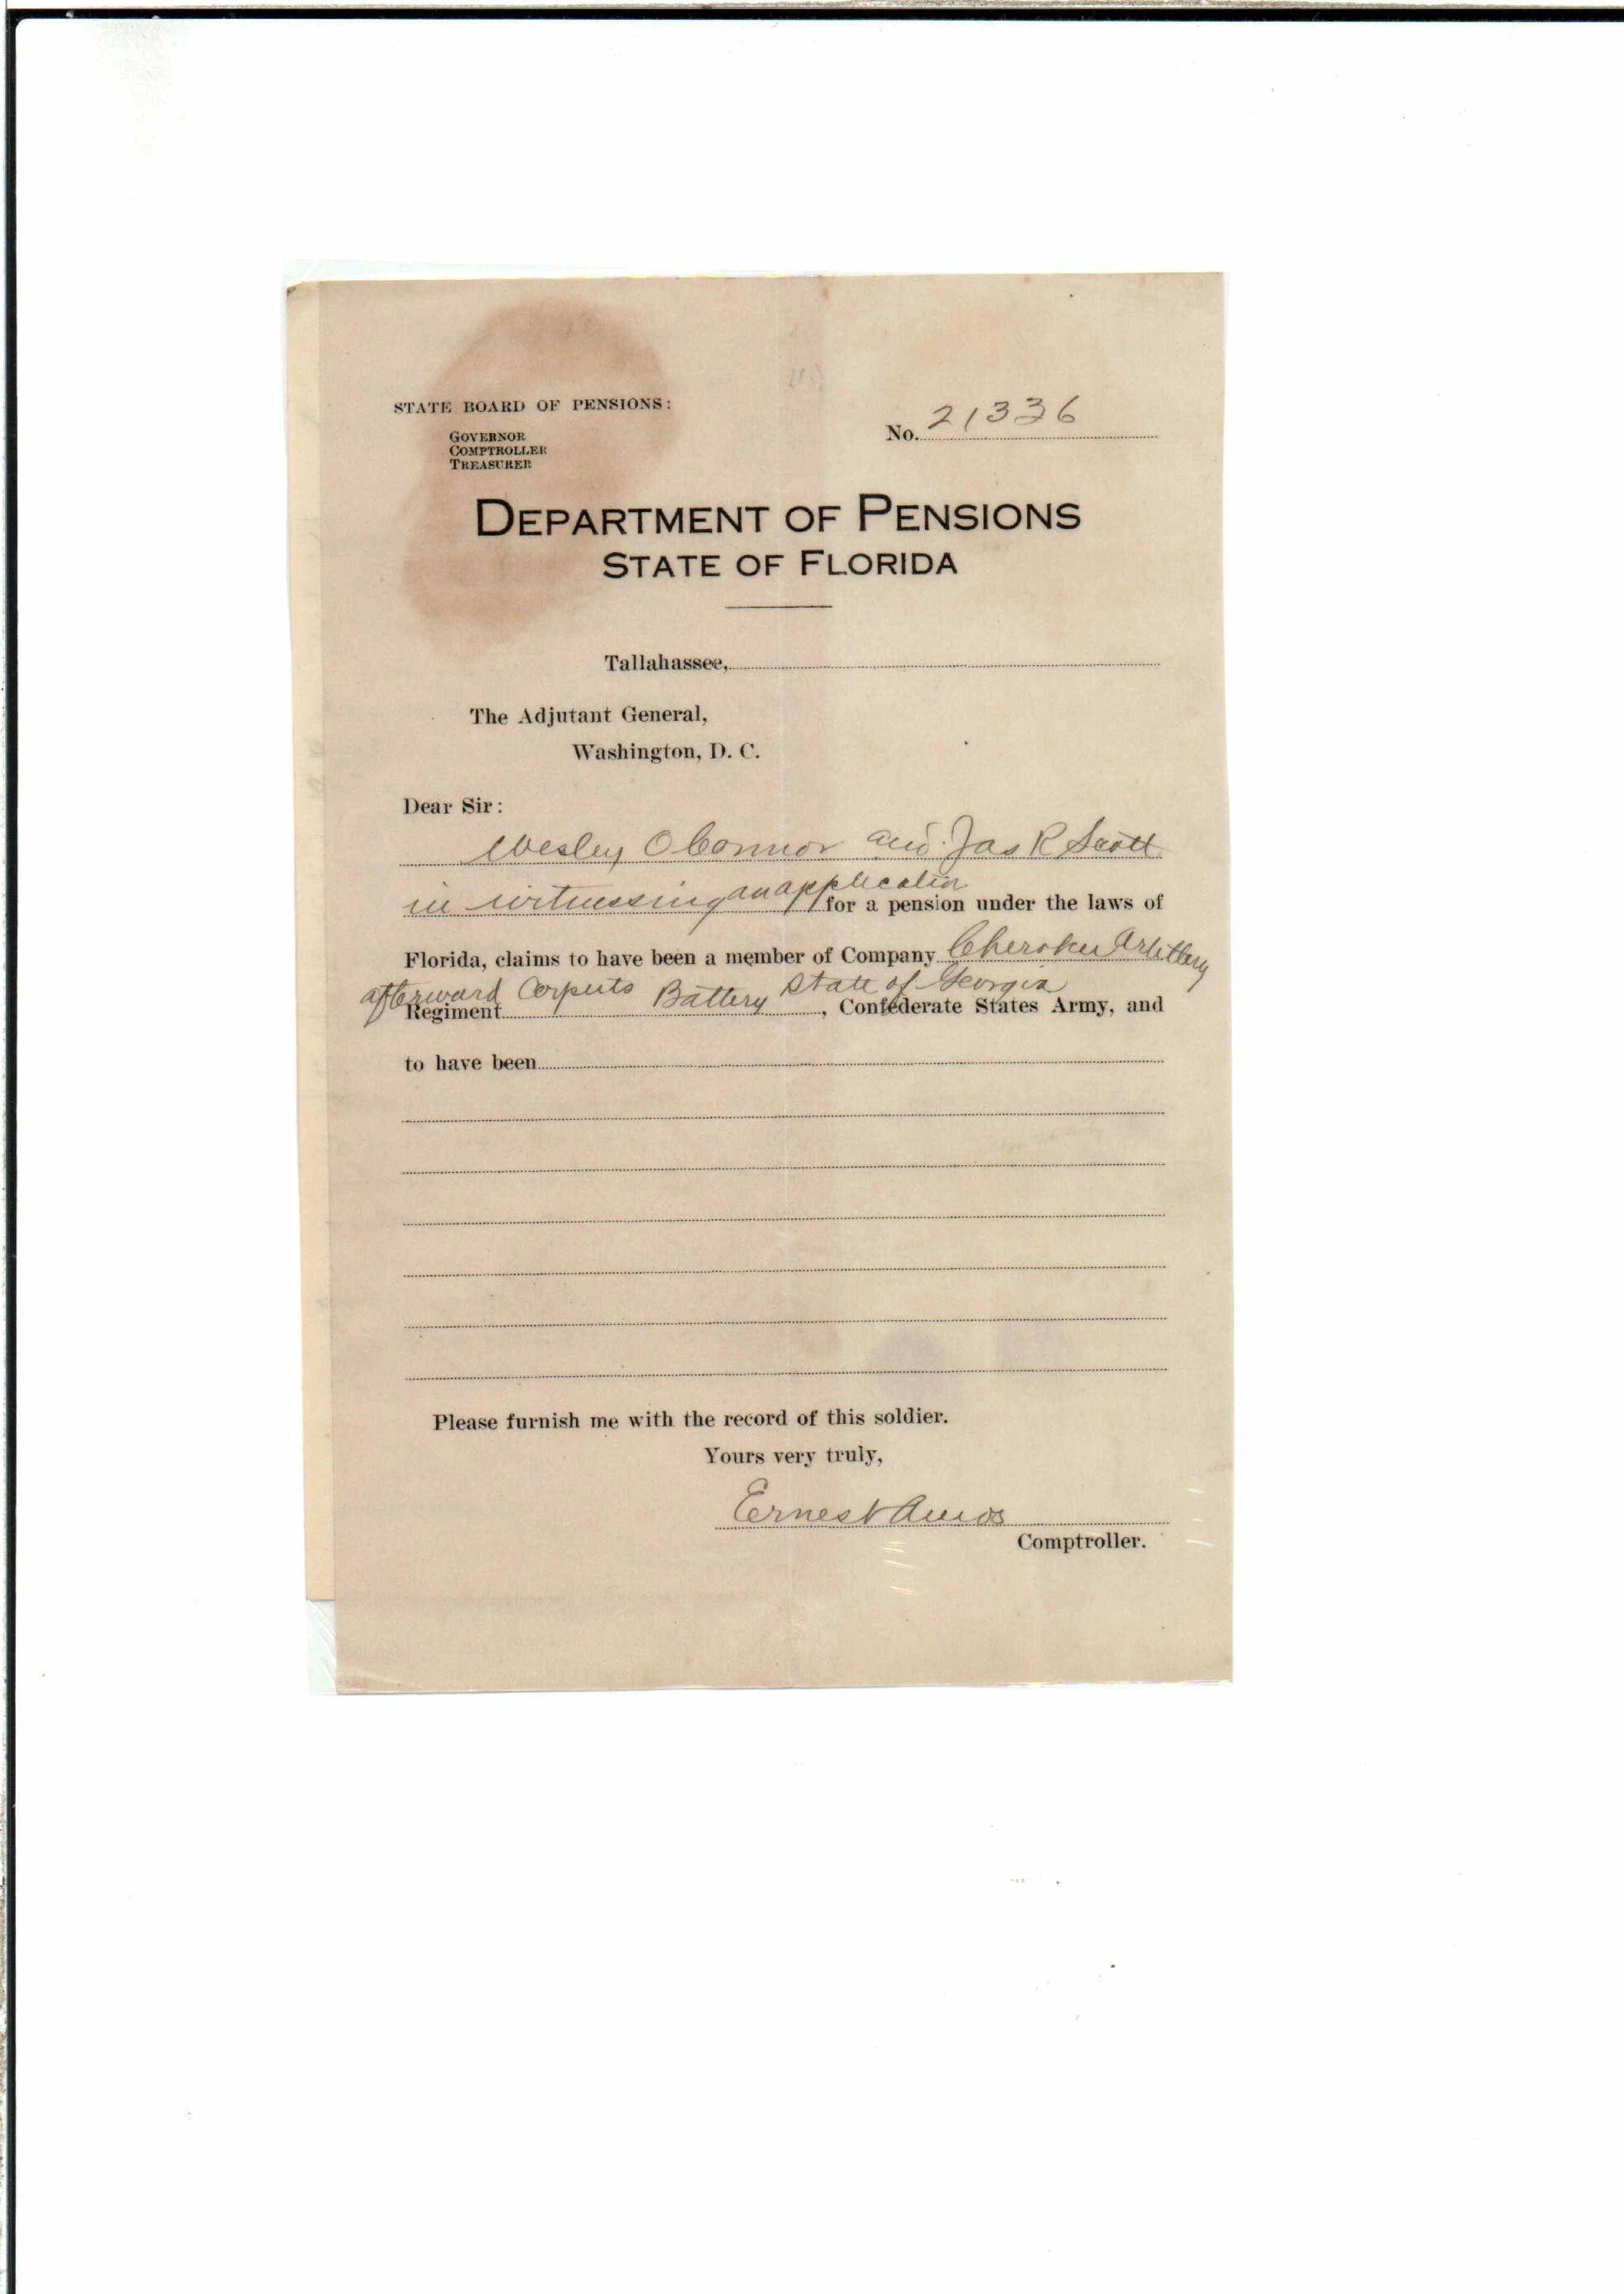 STATE BOARD OF PENSIONS:
GOVERNOR
COMPTROLLER
TREASURER
No. 21336
DEPARTMENT OF PENSIONS
STATE OF FLORIDA
Tallahassee,
The Adjutant General,
Washington, D. C.
Dear Sir:
Wesley OConnor and Jas R Scott
in witnessing an application for a pension under the laws of
Florida, claims to have been a member of Company Cherokee Artillery
afterward Corputs Battery State of Georgia
Regiment , Confederate States Army, and
to have been
Please furnish me with the record of this soldier.
Yours very truly,
Ernest Amos
Comptroller.